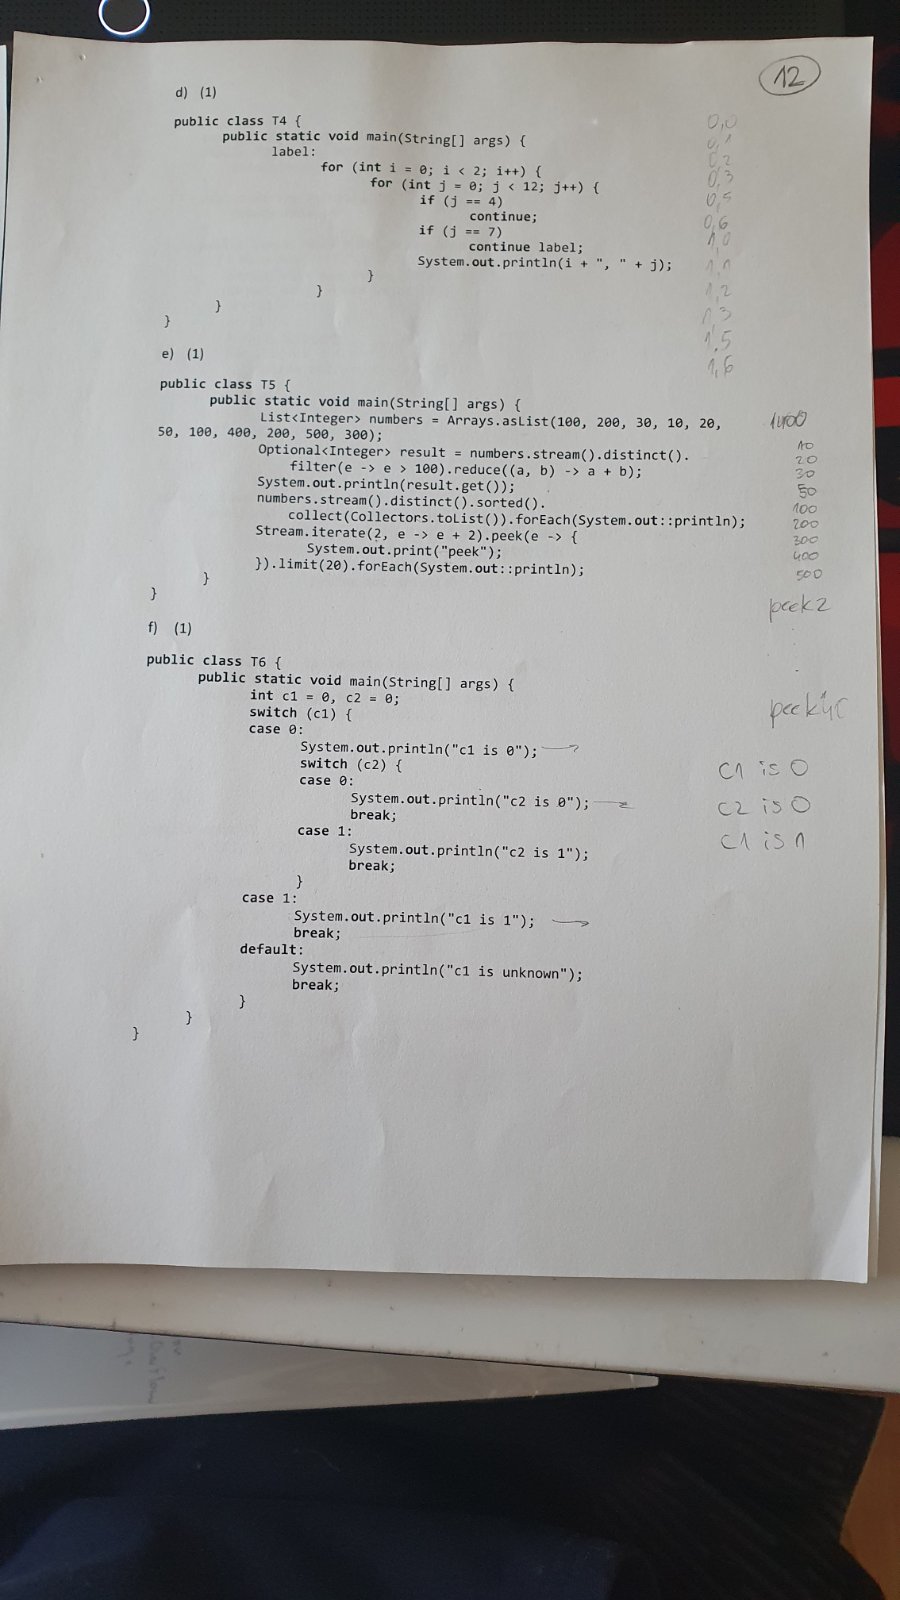 12
d) (1)
public class T4 {
public static void main(String[] args) {
label:
for (int i = 0; i < 2; i++) {
for (int j = 0; j < 12; j++) {
if (j == 4)
continue;
if (j == 7)
continue label;
System.out.println(i + ", " + j);
}
}
}
}
0,0
0,1
0,2
0,3
0,5
0,6
1,0
1,1
1,2
1,3
1,5
1,6
e) (1)
public class T5 {
public static void main(String[] args) {
List<Integer> numbers = Arrays.asList(100, 200, 30, 10, 20,
50, 100, 400, 200, 500, 300);
Optional<Integer> result = numbers.stream().distinct().
filter(e -> e > 100).reduce((a, b) -> a + b);
System.out.println(result.get());
numbers.stream().distinct().sorted().
collect(Collectors.toList()).forEach(System.out::println);
Stream.iterate(2, e -> e + 2).peek(e -> {
System.out.print("peek");
}).limit(20).forEach(System.out::println);
}
}
1400
10
20
30
50
100
200
300
400
500
peek2
.
.
f) (1)
public class T6 {
public static void main(String[] args) {
int c1 = 0, c2 = 0;
switch (c1) {
case 0:
System.out.println("c1 is 0");
switch (c2) {
case 0:
System.out.println("c2 is 0");
break;
case 1:
System.out.println("c2 is 1");
break;
}
case 1:
System.out.println("c1 is 1");
break;
default:
System.out.println("c1 is unknown");
break;
}
}
}
C1 is 0
C2 is 0
C1 is 1